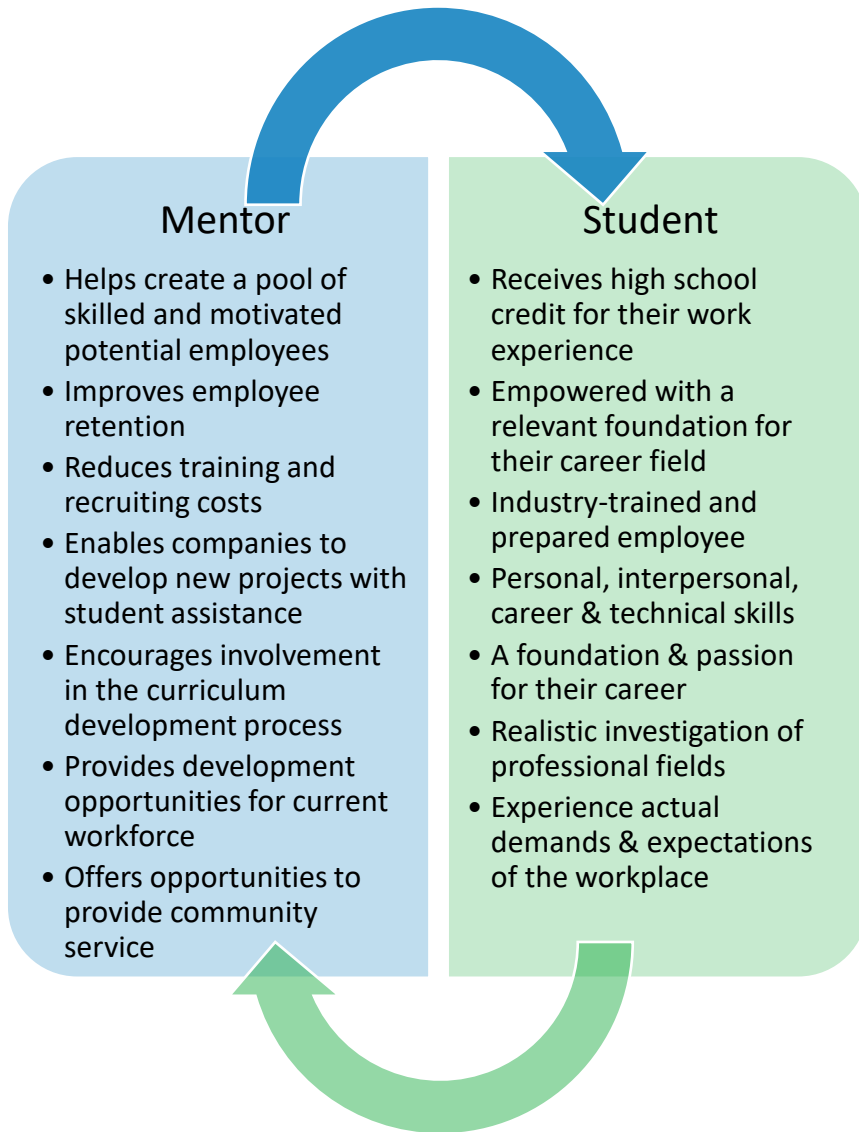 Mentor
• Helps create a pool of
skilled and motivated
potential employees
• Improves employee
retention
• Reduces training and
recruiting costs
• Enables companies to
develop new projects with
student assistance
• Encourages involvement
in the curriculum
development process
• Provides development
opportunities for current
workforce
• Offers opportunities to
provide community
service
Student
• Receives high school
credit for their work
experience
• Empowered with a
relevant foundation for
their career field
• Industry-trained and
prepared employee
• Personal, interpersonal,
career & technical skills
• A foundation & passion
for their career
• Realistic investigation of
professional fields
• Experience actual
demands & expectations
of the workplace